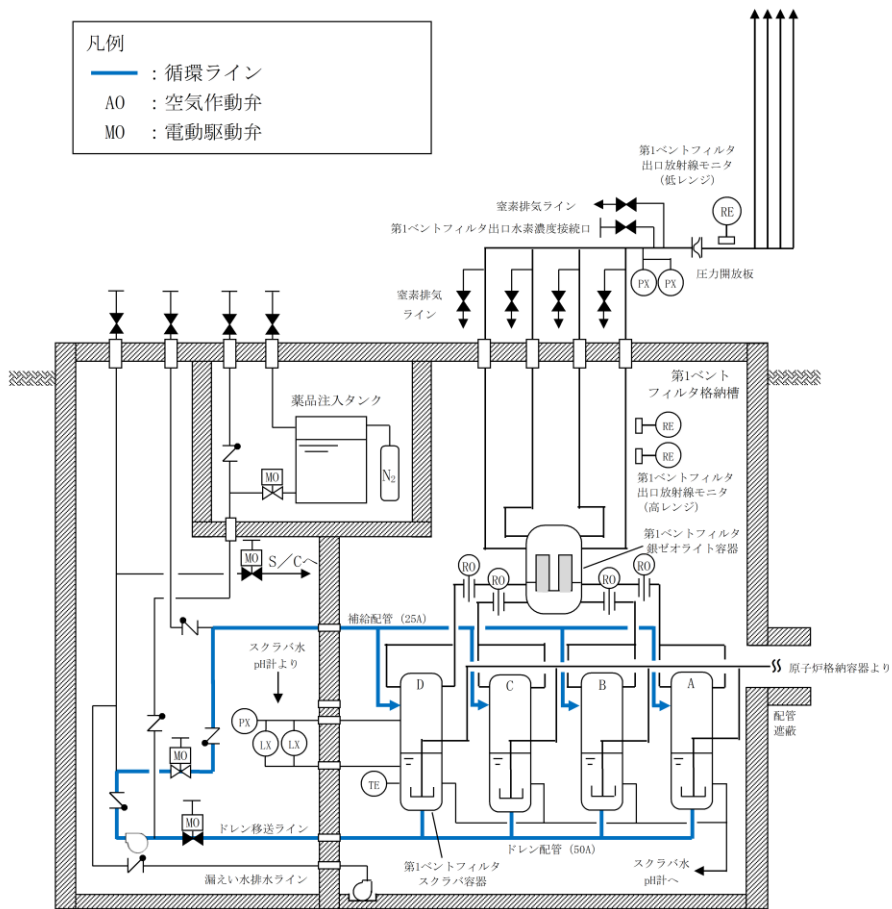 凡例
：循環ライン
AO ：空気作動弁
MO ：電動駆動弁
第1ベントフィルタ
出口放射線モニタ
(低レンジ)
RE
窒素排気ライン
第1ベントフィルタ出口水素濃度接続口
圧力開放板
PX
PX
窒素排気
ライン
第1ベント
フィルタ格納槽
薬品注入タンク
N₂
MO
RE
RE
第1ベントフィルタ
出口放射線モニタ
(高レンジ)
第1ベントフィルタ
銀ゼオライト容器
MO
S／Cへ
RO
RO
RO
RO
補給配管 (25A)
スクラバ水
pH計より
原子炉格納容器より
D
C
B
A
配管
遮蔽
PX
LX
LX
MO
TE
MO
ドレン移送ライン
ドレン配管 (50A)
第1ベントフィルタ
スクラバ容器
スクラバ水
pH計へ
漏えい水排水ライン